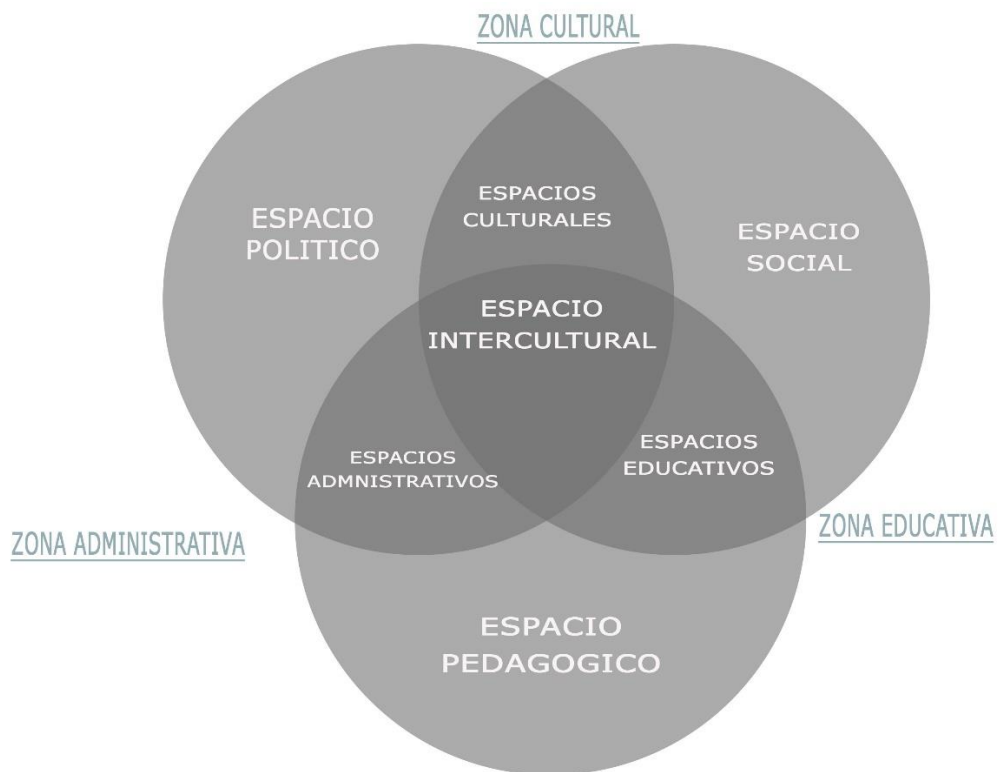 ZONA CULTURAL
ESPACIOS
CULTURALES
ESPACIO
POLITICO
ESPACIO
SOCIAL
ESPACIO
INTERCULTURAL
ESPACIOS
ADMNISTRATIVOS
ESPACIOS
EDUCATIVOS
ZONA ADMINISTRATIVA
ZONA EDUCATIVA
ESPACIO
PEDAGOGICO